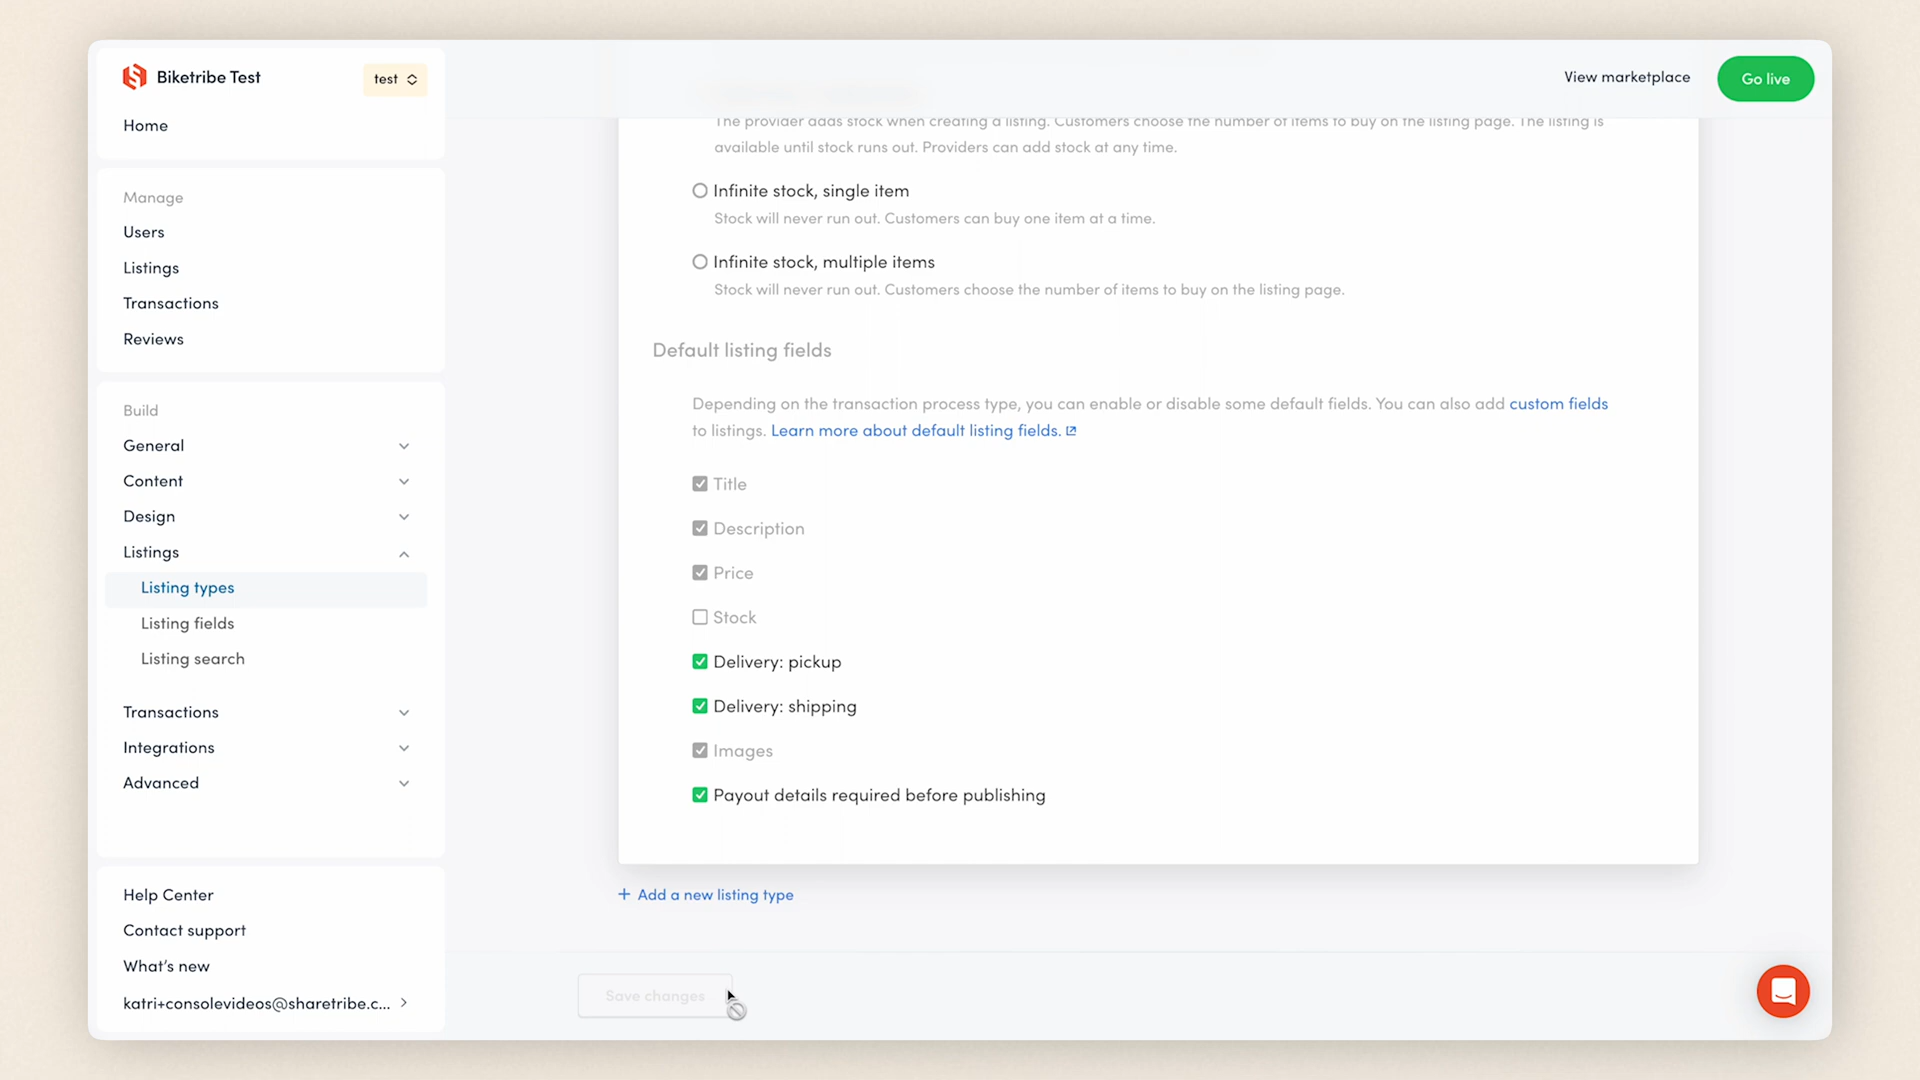 Biketribe Test
test
Home
Manage
Users
Listings
Transactions
Reviews
Build
General
Content
Design
Listings
Listing types
Listing fields
Listing search
Transactions
Integrations
Advanced
Help Center
Contact support
What's new
katri+consolevideos@sharetribe.c...
View marketplace
Go live
The provider adds stock when creating a listing. Customers choose the number of items to buy on the listing page. The listing is
available until stock runs out. Providers can add stock at any time.
Infinite stock, single item
Stock will never run out. Customers can buy one item at a time.
Infinite stock, multiple items
Stock will never run out. Customers choose the number of items to buy on the listing page.
Default listing fields
Depending on the transaction process type, you can enable or disable some default fields. You can also add custom fields
to listings. Learn more about default listing fields.
Title
Description
Price
Stock
Delivery: pickup
Delivery: shipping
Images
Payout details required before publishing
+ Add a new listing type
Save changes